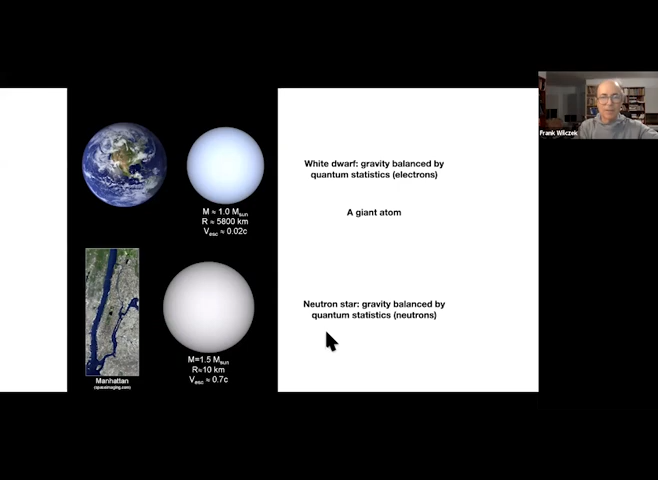 Frank Wilczek
White dwarf: gravity balanced by
quantum statistics (electrons)
M ≈ 1.0 Msun
R ≈ 5800 km
Vesc ≈ 0.02c
A giant atom
Neutron star: gravity balanced by
quantum statistics (neutrons)
M=1.5 Msun
R≈10 km
Vesc ≈ 0.7c
Manhattan
(spaceimaging.com)